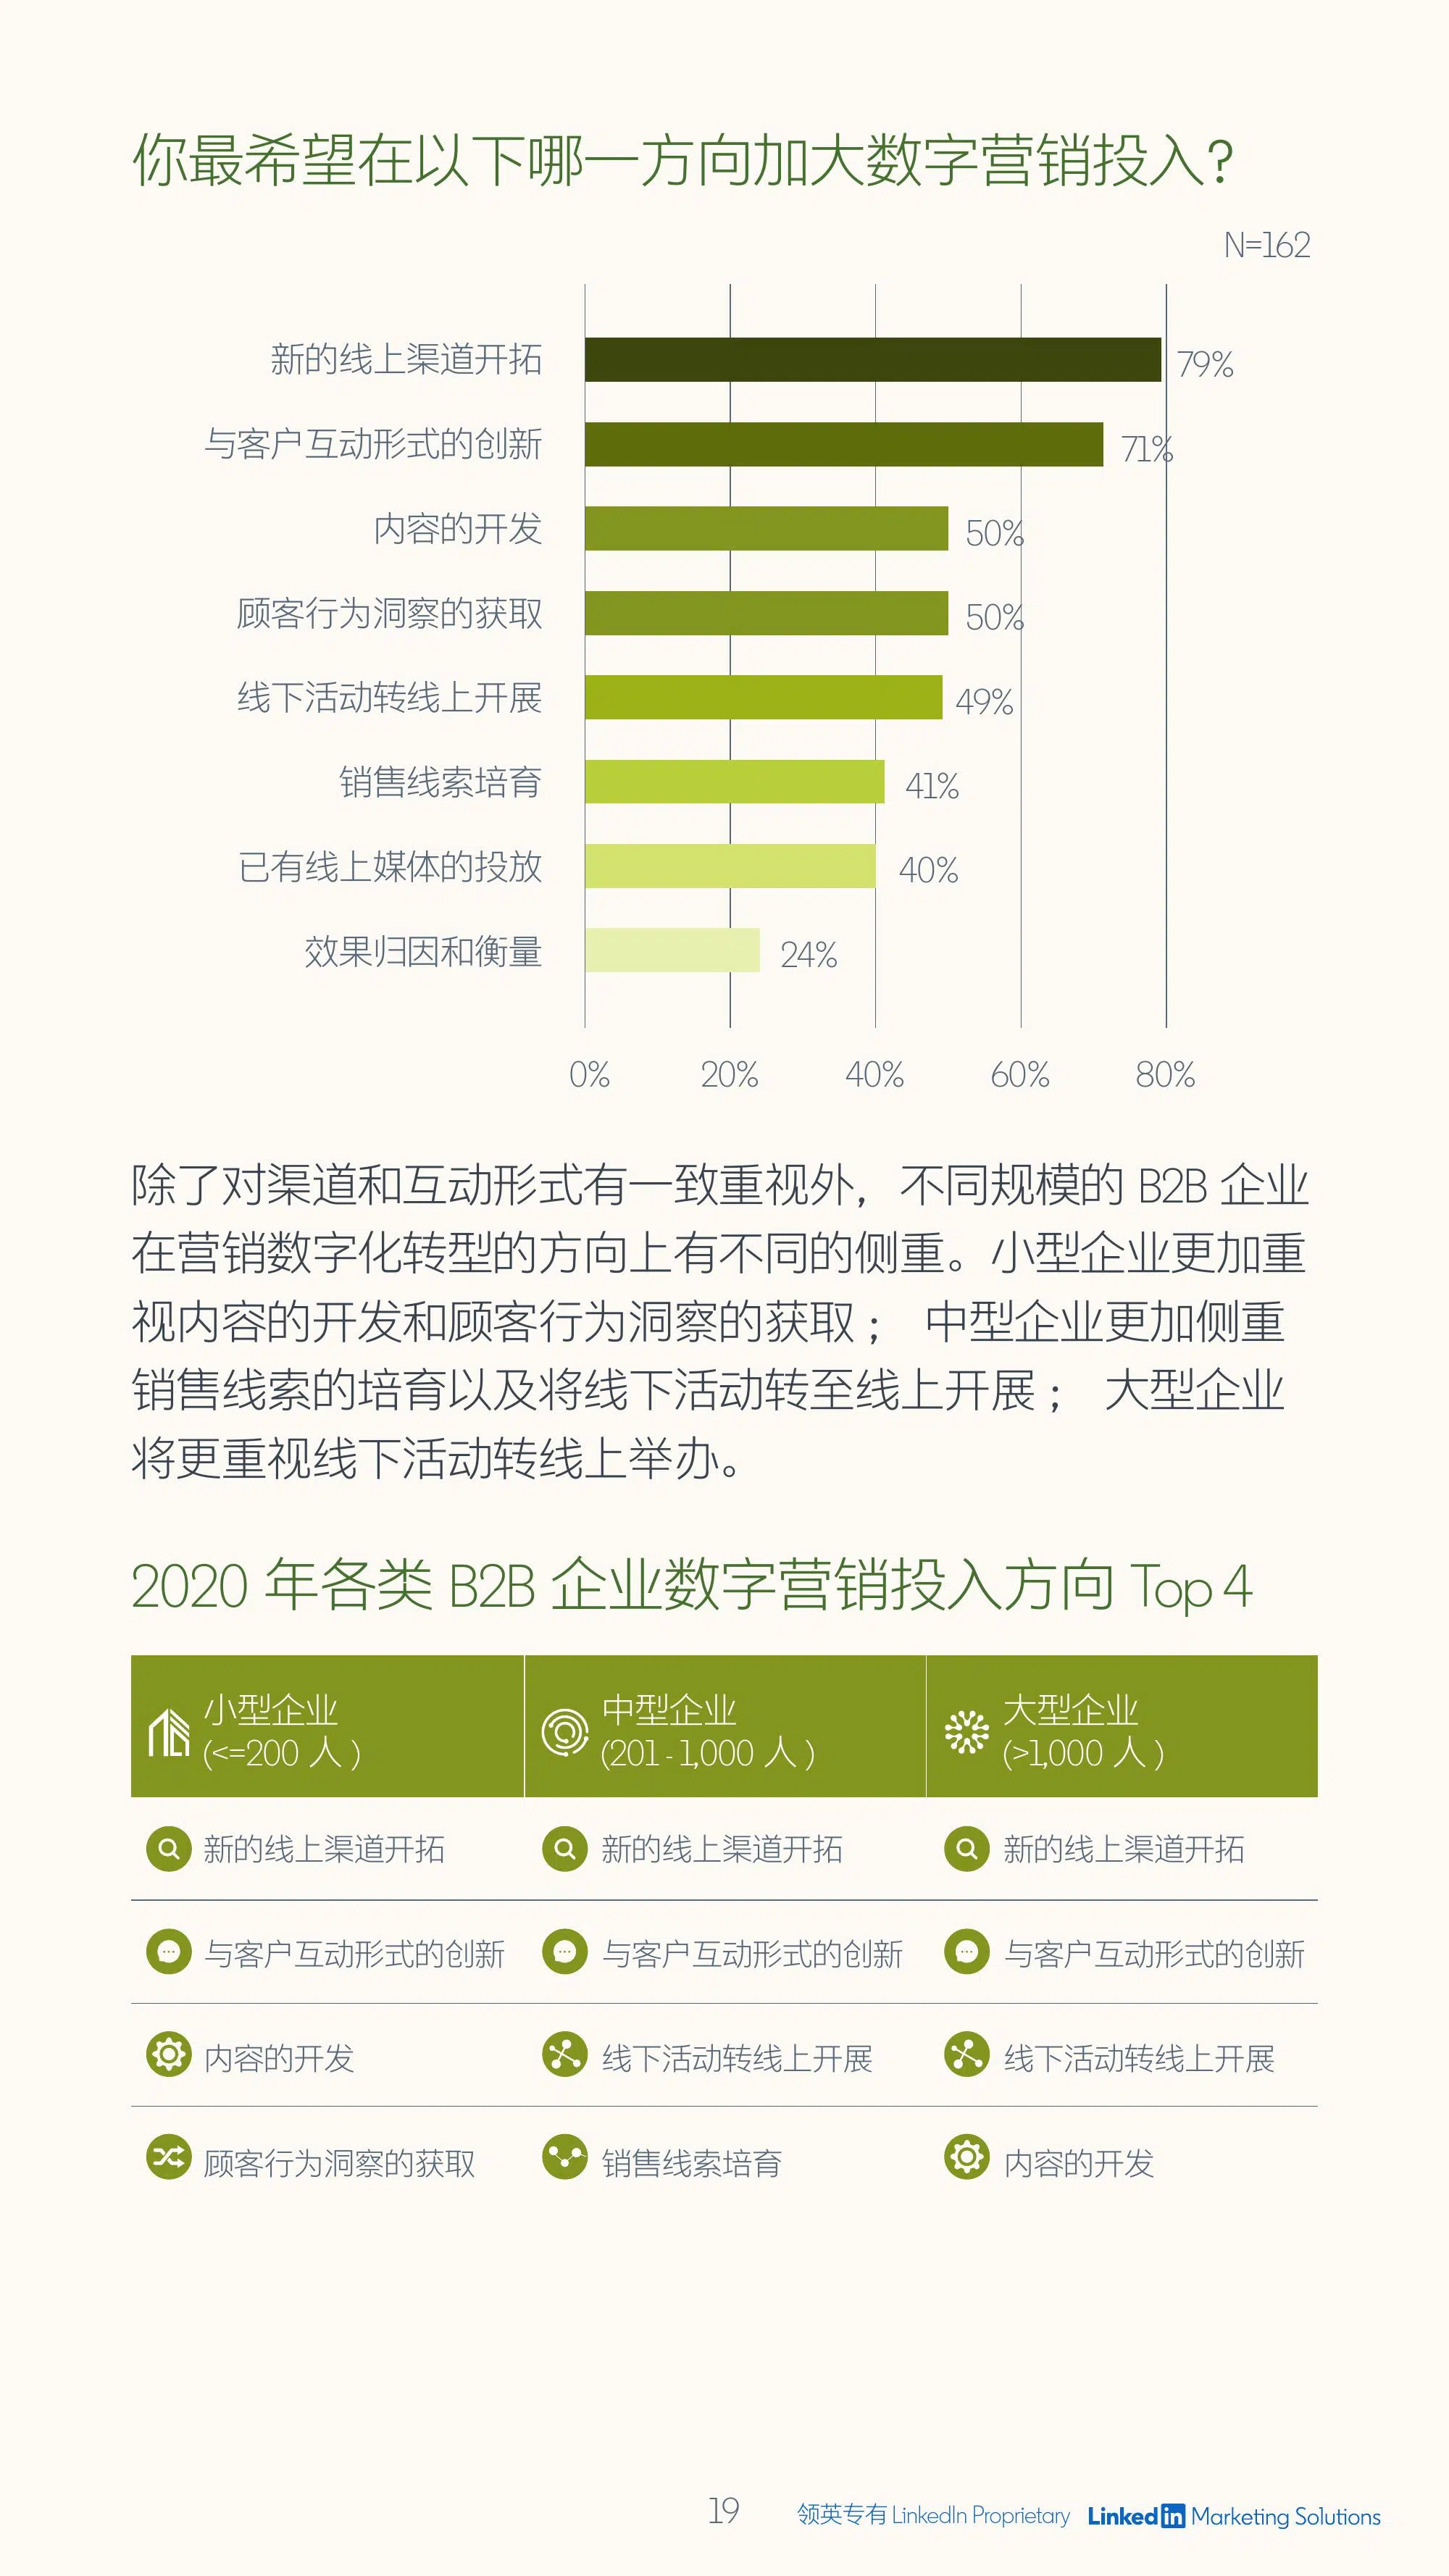 你最希望在以下哪一方向加大数字营销投入?
N=162
新的线上渠道开拓 79%
与客户互动形式的创新 71%
内容的开发 50%
顾客行为洞察的获取 50%
线下活动转线上开展 49%
销售线索培育 41%
已有线上媒体的投放 40%
效果归因和衡量 24%
0% 20% 40% 60% 80%
除了对渠道和互动形式有一致重视外，不同规模的 B2B 企业
在营销数字化转型的方向上有不同的侧重。小型企业更加重
视内容的开发和顾客行为洞察的获取； 中型企业更加侧重
销售线索的培育以及将线下活动转至线上开展； 大型企业
将更重视线下活动转线上举办。
2020 年各类 B2B 企业数字营销投入方向 Top 4
小型企业 中型企业 大型企业
(<=200 人 ) (201 - 1,000 人 ) (>1,000 人 )
新的线上渠道开拓 新的线上渠道开拓 新的线上渠道开拓
与客户互动形式的创新 与客户互动形式的创新 与客户互动形式的创新
内容的开发 线下活动转线上开展 线下活动转线上开展
顾客行为洞察的获取 销售线索培育 内容的开发
19 领英专有 LinkedIn Proprietary Linked in Marketing Solutions